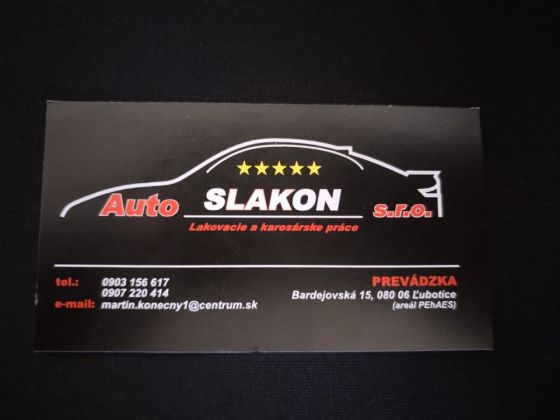 Auto SLAKON s.r.o.
Lakovacie a karosárske práce
tel.: 0903 156 617
0907 220 414
e-mail: martin.konecny1@centrum.sk
PREVÁDZKA
Bardejovská 15, 080 06 Ľubotice
(areál PEhAES)